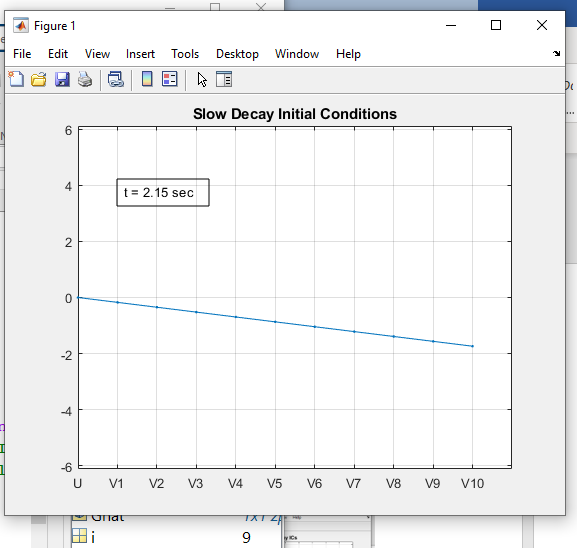 Figure 1
File Edit View Insert Tools Desktop Window Help
Slow Decay Initial Conditions
6
t = 2.15 sec
4
2
0
-2
-4
-6
U V1 V2 V3 V4 V5 V6 V7 V8 V9 V10
i 9